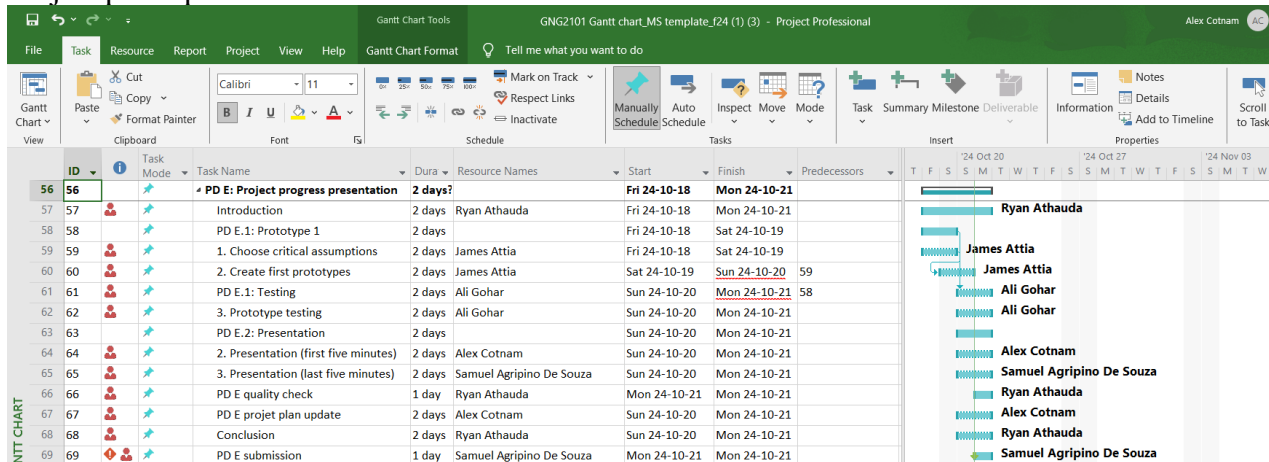 Gantt Chart Tools GNG2101 Gantt chart_MS template_f24 (1) (3) - Project Professional Alex Cotnam AC
File Task Resource Report Project View Help Gantt Chart Format Tell me what you want to do
Gantt Chart Paste Cut Copy Format Painter Calibri 11 B I U A 0× 25× 50× 75× 100× Mark on Track Respect Links Inactivate Manually Schedule Auto Schedule Inspect Move Mode Task Summary Milestone Deliverable Information Notes Details Add to Timeline Scroll to Task
View Clipboard Font Schedule Tasks Insert Properties
ID Task Mode Task Name Dura Resource Names Start Finish Predecessors '24 Oct 20 '24 Oct 27 '24 Nov 03
T F S S M T W T F S S M T W T F S S M T W
56 56 PD E: Project progress presentation 2 days? Fri 24-10-18 Mon 24-10-21
57 57 Introduction 2 days Ryan Athauda Fri 24-10-18 Mon 24-10-21 Ryan Athauda
58 58 PD E.1: Prototype 1 2 days Fri 24-10-18 Sat 24-10-19
59 59 1. Choose critical assumptions 2 days James Attia Fri 24-10-18 Sat 24-10-19 James Attia
60 60 2. Create first prototypes 2 days James Attia Sat 24-10-19 Sun 24-10-20 59 James Attia
61 61 PD E.1: Testing 2 days Ali Gohar Sun 24-10-20 Mon 24-10-21 58 Ali Gohar
62 62 3. Prototype testing 2 days Ali Gohar Sun 24-10-20 Mon 24-10-21 Ali Gohar
63 63 PD E.2: Presentation 2 days Sun 24-10-20 Mon 24-10-21
64 64 2. Presentation (first five minutes) 2 days Alex Cotnam Sun 24-10-20 Mon 24-10-21 Alex Cotnam
65 65 3. Presentation (last five minutes) 2 days Samuel Agripino De Souza Sun 24-10-20 Mon 24-10-21 Samuel Agripino De Souza
66 66 PD E quality check 1 day Ryan Athauda Mon 24-10-21 Mon 24-10-21 Ryan Athauda
67 67 PD E projet plan update 2 days Alex Cotnam Sun 24-10-20 Mon 24-10-21 Alex Cotnam
68 68 Conclusion 2 days Ryan Athauda Sun 24-10-20 Mon 24-10-21 Ryan Athauda
69 69 PD E submission 1 day Samuel Agripino De Souza Mon 24-10-21 Mon 24-10-21 Samuel Agripino De Souza
NTT CHART